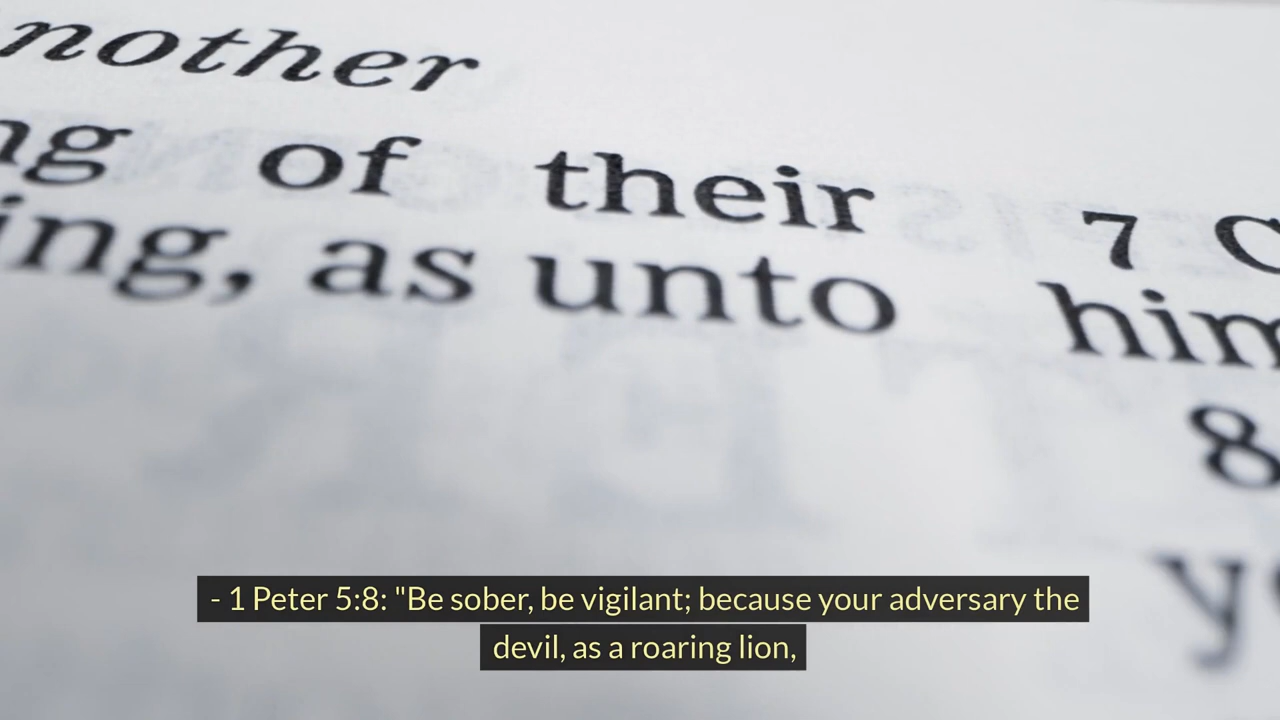 nother
ng of their
ing, as unto
7 C
him
8
- 1 Peter 5:8: "Be sober, be vigilant; because your adversary the
devil, as a roaring lion,